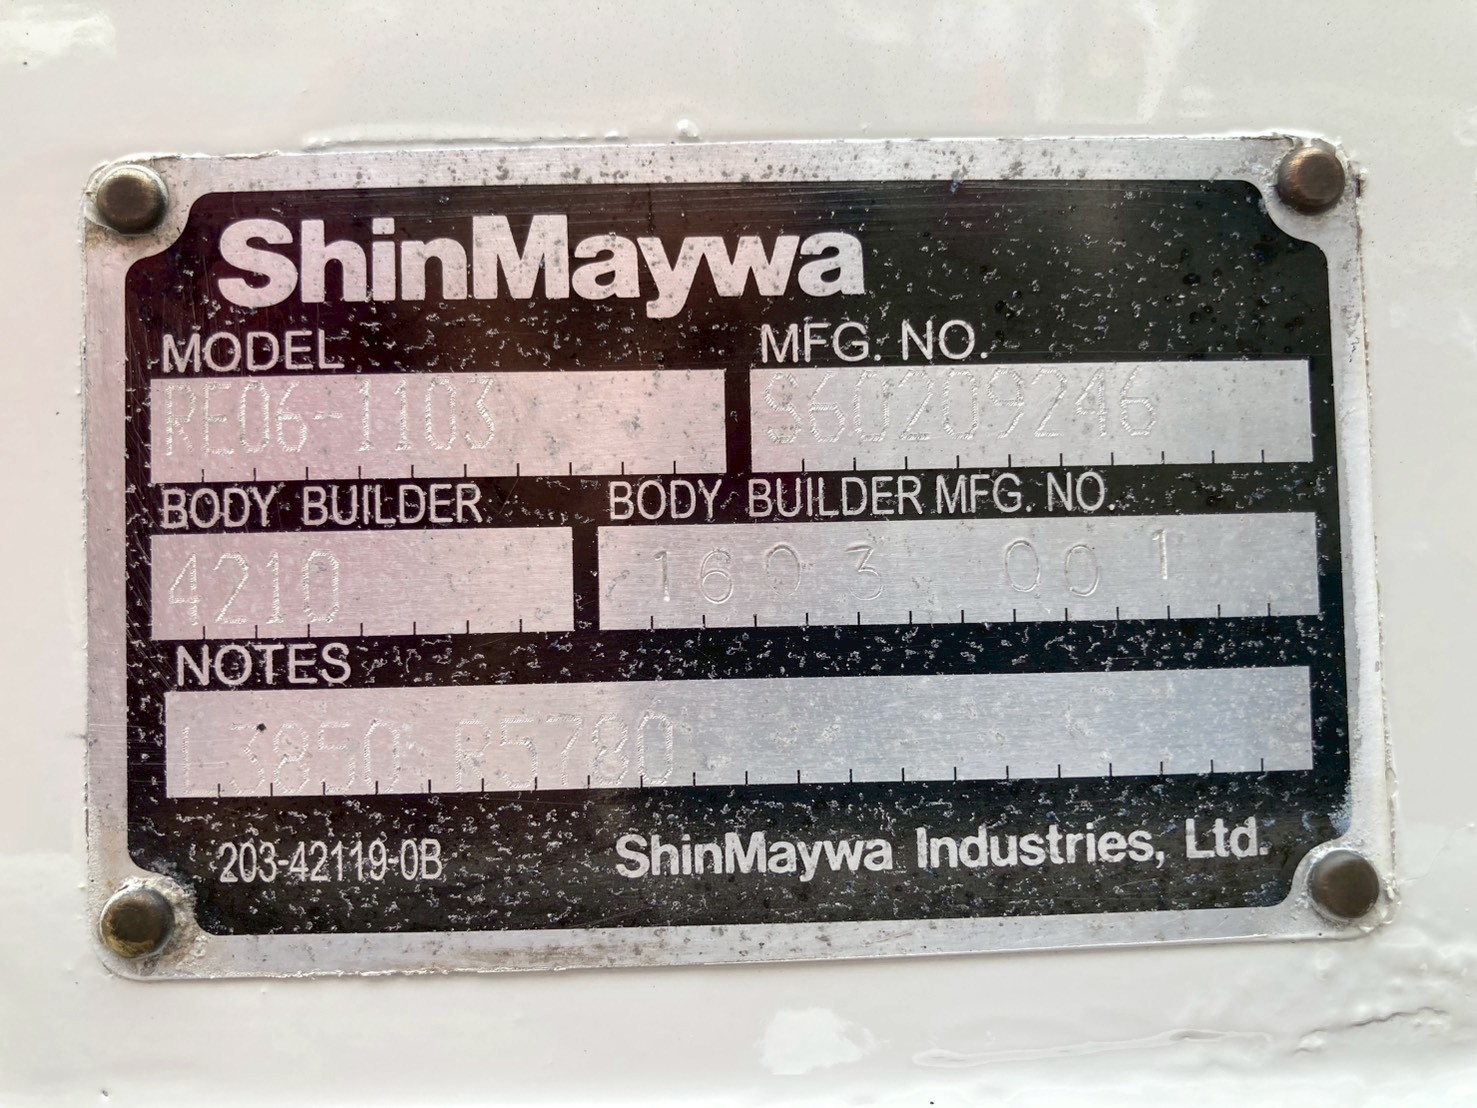 ShinMaywa
MODEL MFG. NO.
RE06-1103 S60209246
BODY BUILDER BODY BUILDER MFG. NO.
4210 1603 001
NOTES
L3850 R5780
203-42119-0B ShinMaywa Industries, Ltd.